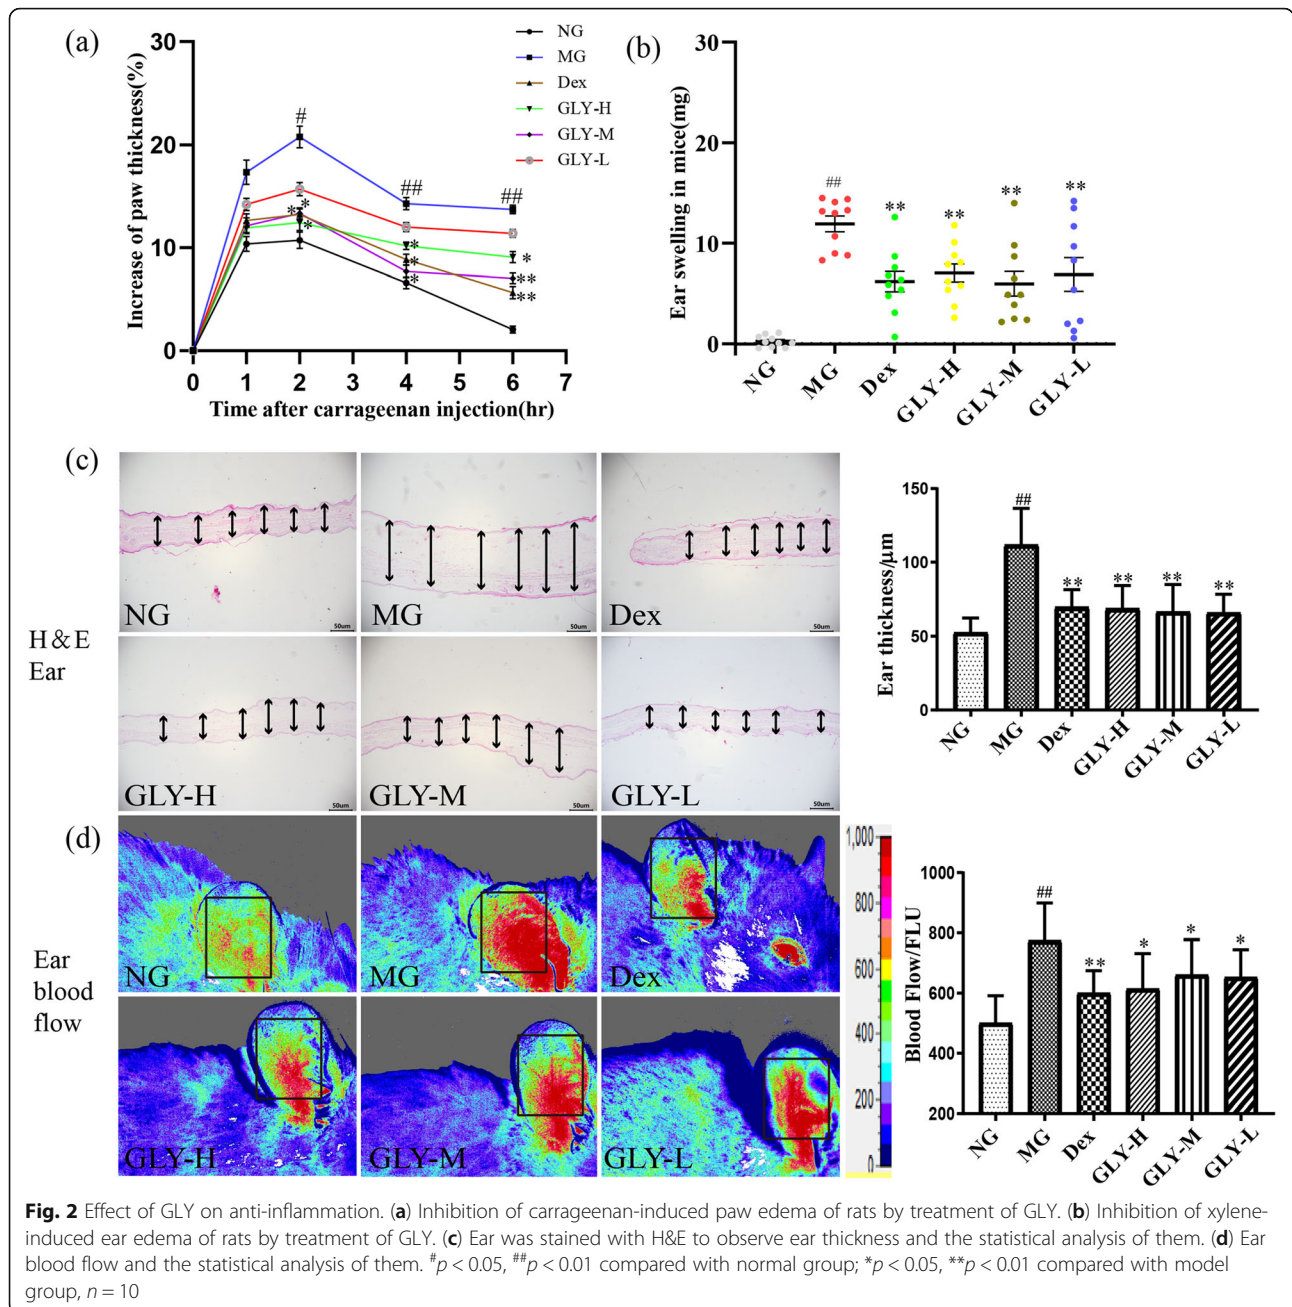 (a)
NG
MG
Dex
GLY-H
GLY-M
GLY-L
Increase of paw thickness(%)
30
20
10
0
#
##
##
*
*
*
*
*
*
*
**
**
0 1 2 3 4 5 6 7
Time after carrageenan injection(hr)
(b)
Ear swelling in mice(mg)
30
20
10
0
##
**
**
**
**
NG
MG
Dex
GLY-H
GLY-M
GLY-L
(c)
H&E
Ear
NG
50um
MG
50um
Dex
50um
GLY-H
50um
GLY-M
50um
GLY-L
50um
Ear thickness/μm
150
100
50
0
##
**
**
**
**
NG
MG
Dex
GLY-H
GLY-M
GLY-L
(d)
Ear
blood
flow
NG
MG
Dex
GLY-H
GLY-M
GLY-L
1,000
800
600
400
200
0
Blood Flow/FLU
1000
800
600
400
200
##
**
*
*
*
NG
MG
Dex
GLY-H
GLY-M
GLY-L
Fig. 2 Effect of GLY on anti-inflammation. (a) Inhibition of carrageenan-induced paw edema of rats by treatment of GLY. (b) Inhibition of xylene-
induced ear edema of rats by treatment of GLY. (c) Ear was stained with H&E to observe ear thickness and the statistical analysis of them. (d) Ear
blood flow and the statistical analysis of them. #p < 0.05, ##p < 0.01 compared with normal group; *p < 0.05, **p < 0.01 compared with model
group, n = 10